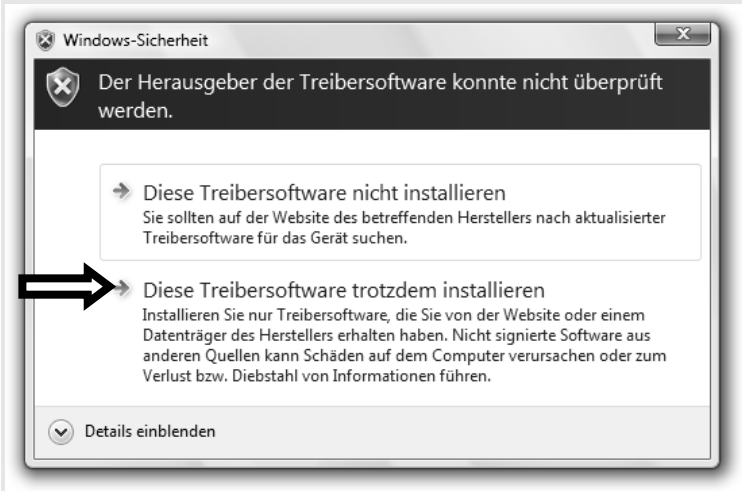 Windows-Sicherheit
Der Herausgeber der Treibersoftware konnte nicht überprüft
werden.
Diese Treibersoftware nicht installieren
Sie sollten auf der Website des betreffenden Herstellers nach aktualisierter
Treibersoftware für das Gerät suchen.
Diese Treibersoftware trotzdem installieren
Installieren Sie nur Treibersoftware, die Sie von der Website oder einem
Datenträger des Herstellers erhalten haben. Nicht signierte Software aus
anderen Quellen kann Schäden auf dem Computer verursachen oder zum
Verlust bzw. Diebstahl von Informationen führen.
Details einblenden